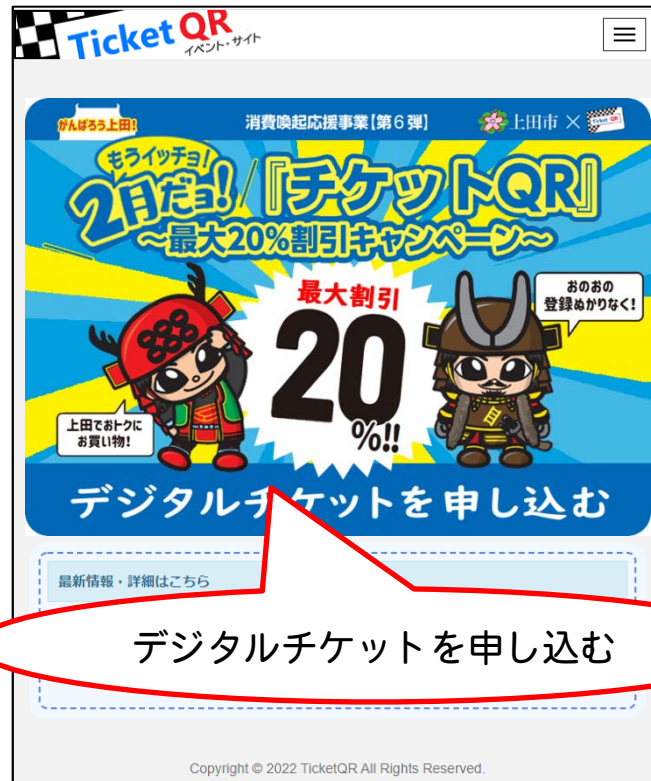 Ticket QR
イベント・サイト
がんばろう上田!
消費喚起応援事業【第6弾】
上田市 × Ticket QR
もうイッチョ!
2月だョ!『チケットQR』
~最大20%割引キャンペーン~
最大割引
20
%!!
おのおの
登録ぬかりなく!
上田でおトクに
お買い物!
デジタルチケットを申し込む
最新情報・詳細はこちら
デジタルチケットを申し込む
Copyright © 2022 TicketQR All Rights Reserved.